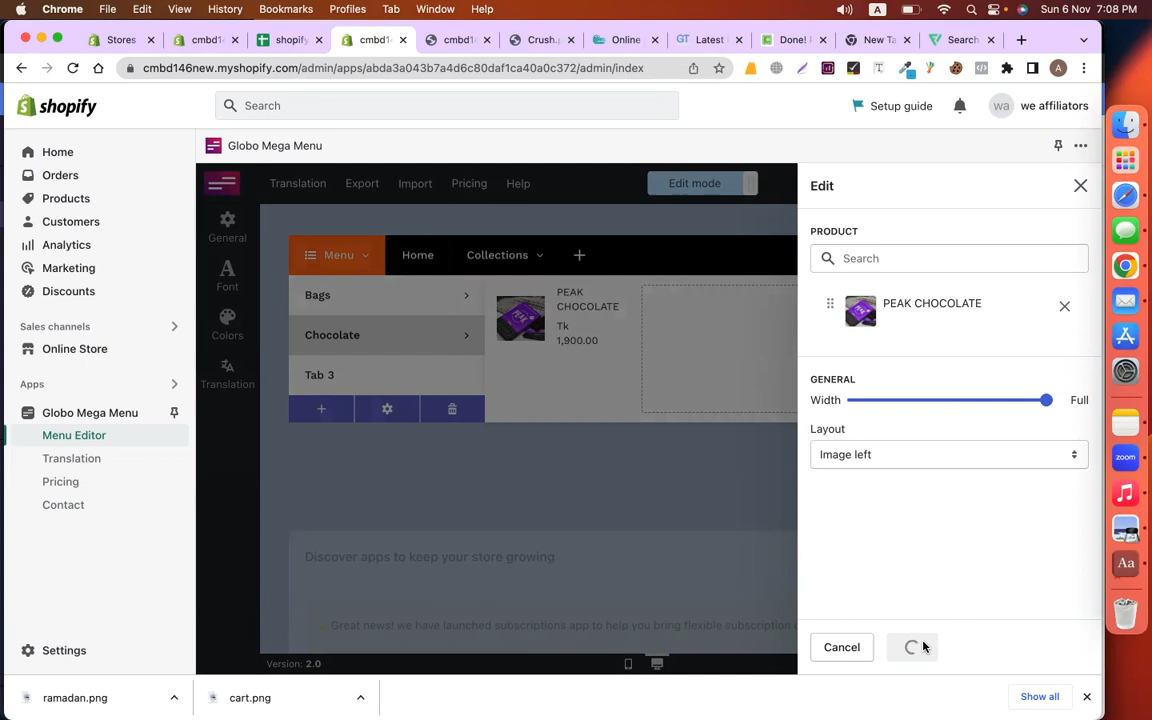 Chrome File Edit View History Bookmarks Profiles Tab Window Help A Sun 6 Nov 7:08 PM
Stores cmbd1 shopify cmbd1- cmbd1 Crush.p Online GT Latest Done! New Ta Search
cmbd146new.myshopify.com/admin/apps/abda3a043b7a4d6c80daf1ca40a0c372/admin/index A
shopify Search Setup guide wa we affiliators
Home
Orders
Products
Customers
Analytics
Marketing
Discounts
Sales channels
Online Store
Apps
Globo Mega Menu
Menu Editor
Translation
Pricing
Contact
Settings
Globo Mega Menu
Translation Export Import Pricing Help Edit mode
General
Font
Colors
Translation
Menu Home Collections
Bags
Chocolate
Tab 3
PEAK
CHOCOLATE
Tk
1,900.00
Discover apps to keep your store growing
Great news! we have launched subscriptions app to help you bring flexible subscription
Version: 2.0
Edit
PRODUCT
Search
PEAK CHOCOLATE
GENERAL
Width Full
Layout
Image left
Cancel
ramadan.png cart.png Show all
zoom
Aa